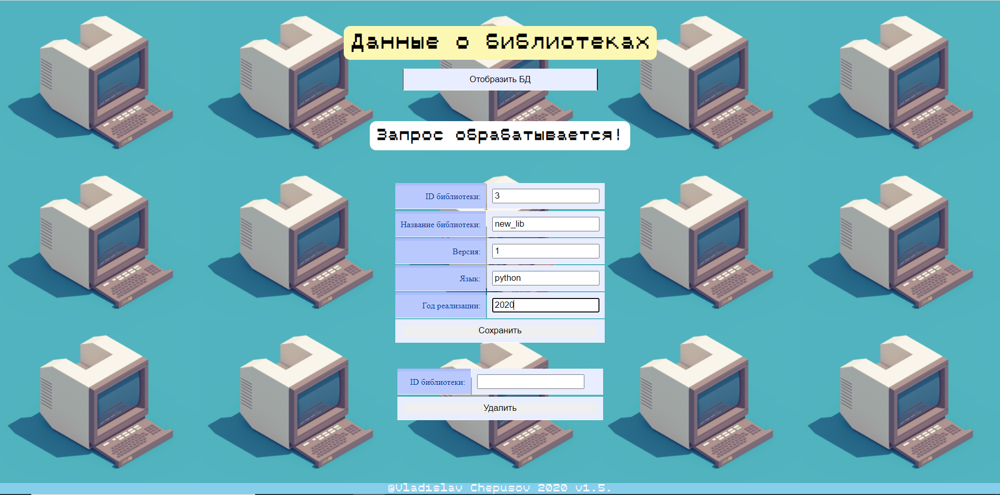 Данные о библиотеках
Отобразить БД
Запрос обрабатывается!
ID библиотеки: 3
Название библиотеки: new_lib
Версия: 1
Язык: python
Год реализации: 2020
Сохранить
ID библиотеки:
Удалить
@Vladislav Chepusov 2020 v1.5.